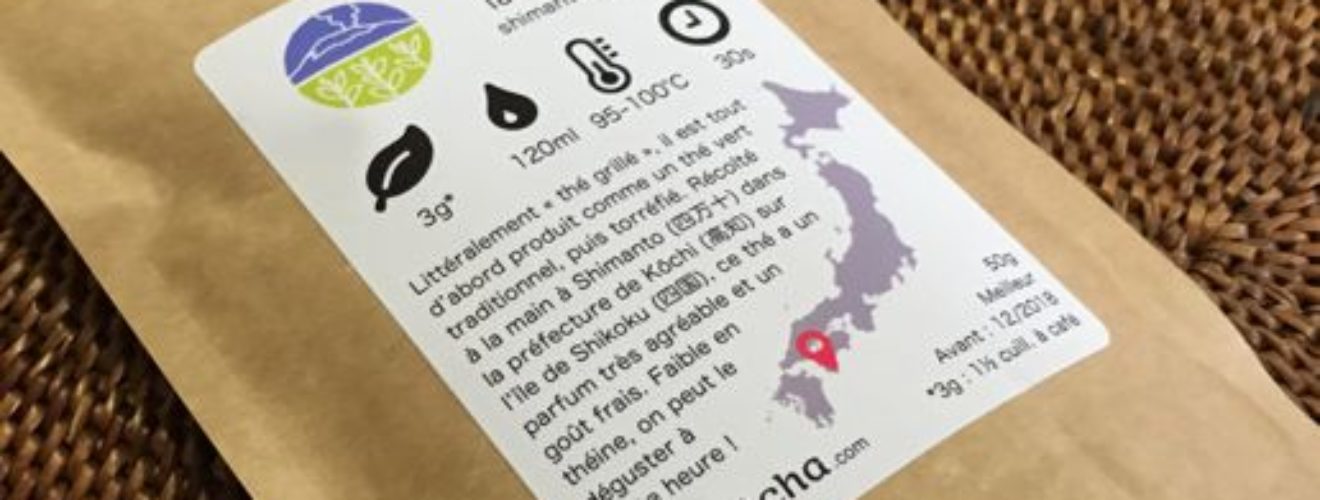 shimanto
3g*
120ml
95-100°C
30s
Littéralement « thé grillé », il est tout
d'abord produit comme un thé vert
traditionnel, puis torréfié. Récolté
à la main à Shimanto (四万十) dans
la préfecture de Kôchi (高知) sur
l'île de Shikoku (四国), ce thé a un
parfum très agréable et un
goût frais. Faible en
théine, on peut le
déguster à
heure !
50g
Meilleur
Avant : 12/2018
*3g : 1½ cuill. à café
cha.com